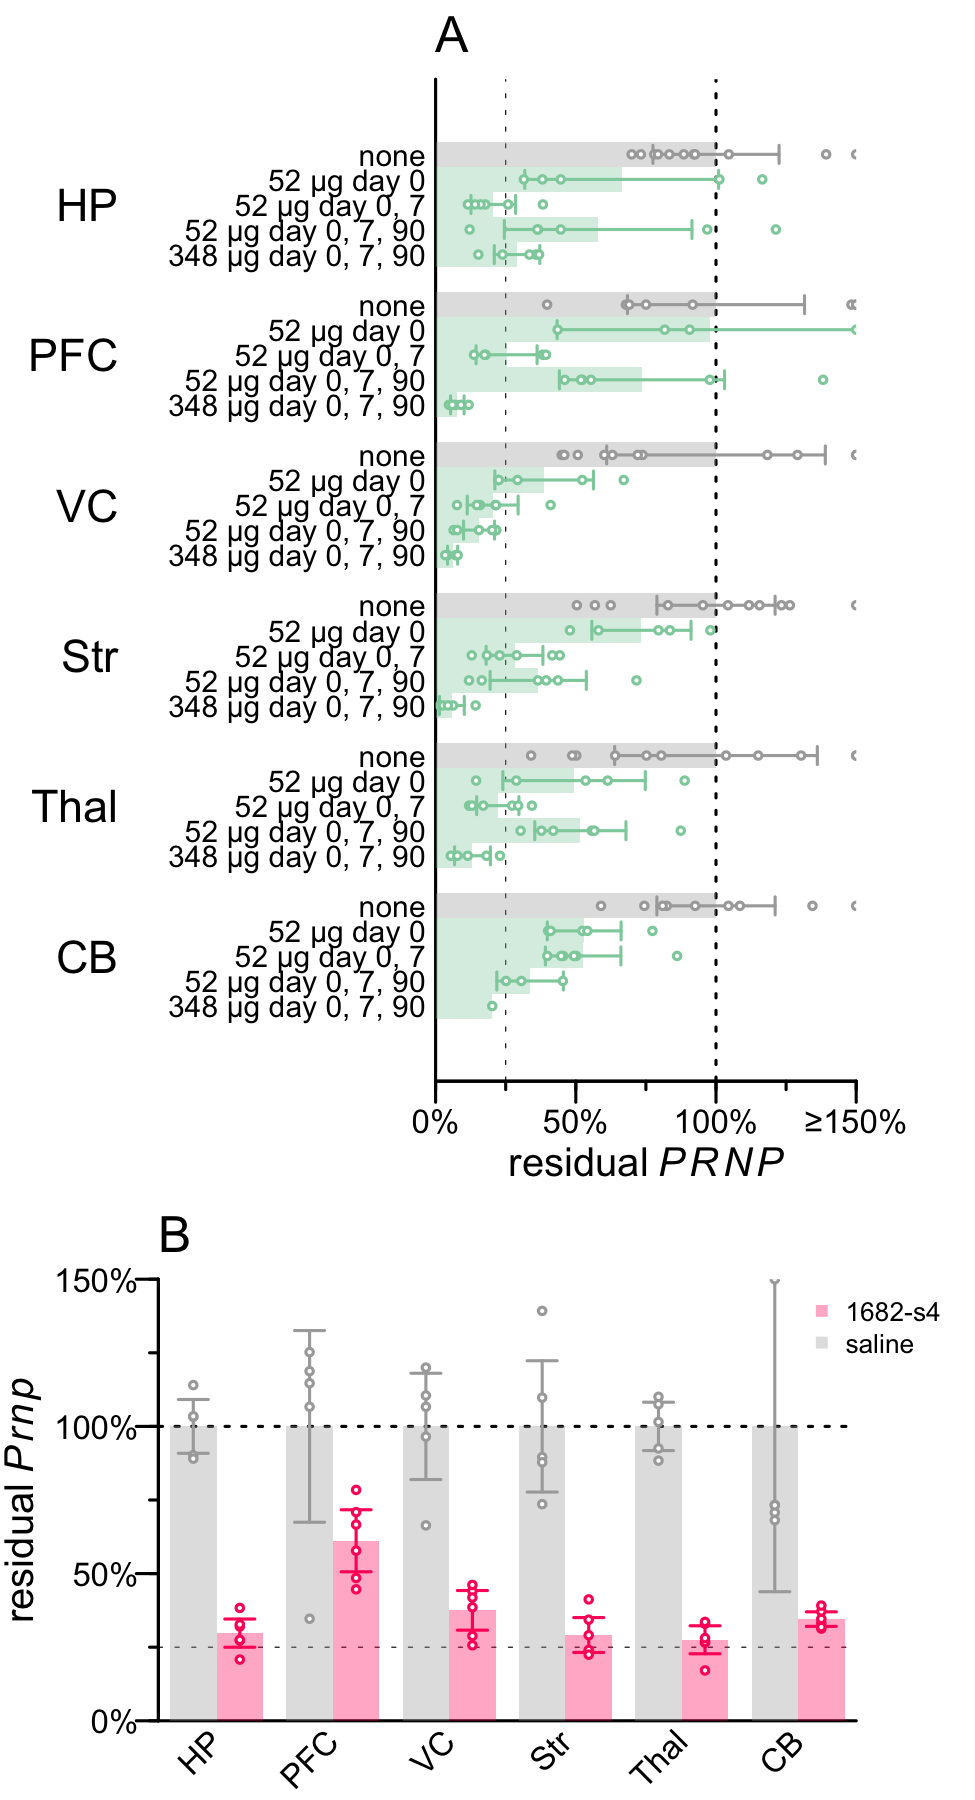 A
HP
none
52 µg day 0
52 µg day 0, 7
52 µg day 0, 7, 90
348 µg day 0, 7, 90
PFC
none
52 µg day 0
52 µg day 0, 7
52 µg day 0, 7, 90
348 µg day 0, 7, 90
VC
none
52 µg day 0
52 µg day 0, 7
52 µg day 0, 7, 90
348 µg day 0, 7, 90
Str
none
52 µg day 0
52 µg day 0, 7
52 µg day 0, 7, 90
348 µg day 0, 7, 90
Thal
none
52 µg day 0
52 µg day 0, 7
52 µg day 0, 7, 90
348 µg day 0, 7, 90
CB
none
52 µg day 0
52 µg day 0, 7
52 µg day 0, 7, 90
348 µg day 0, 7, 90
0% 50% 100% ≥150%
residual PRNP
B
150%
100%
50%
0%
residual Prnp
1682-s4
saline
HP PFC VC Str Thal CB